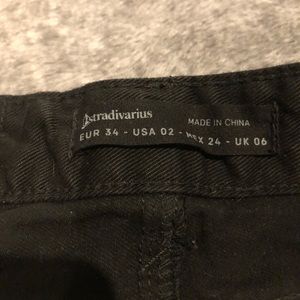 stradivarius
MADE IN CHINA
EUR 34 - USA 02 - MEX 24 - UK 06